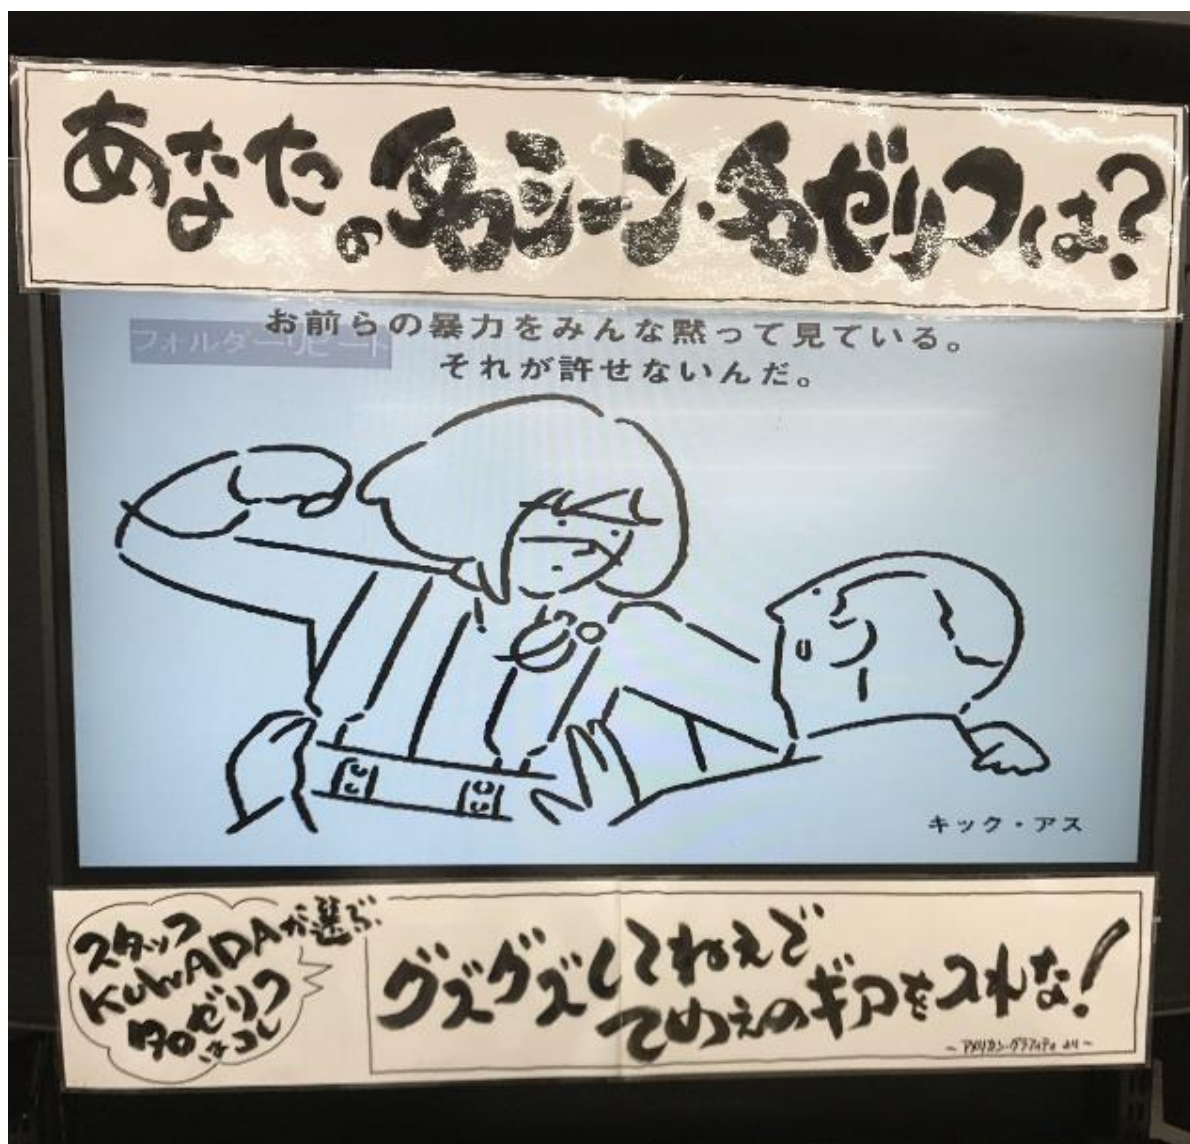 あなたの名シーン・名ゼリフは?
フォルダーリピート
お前らの暴力をみんな黙って見ている。
それが許せないんだ。
キック・アス
スタッフ
KUWADAが選ぶ
名ゼリフ
はコレ
グズグズしてねえで
てめえのギアを入れな!
~アメリカン・グラフィティより~